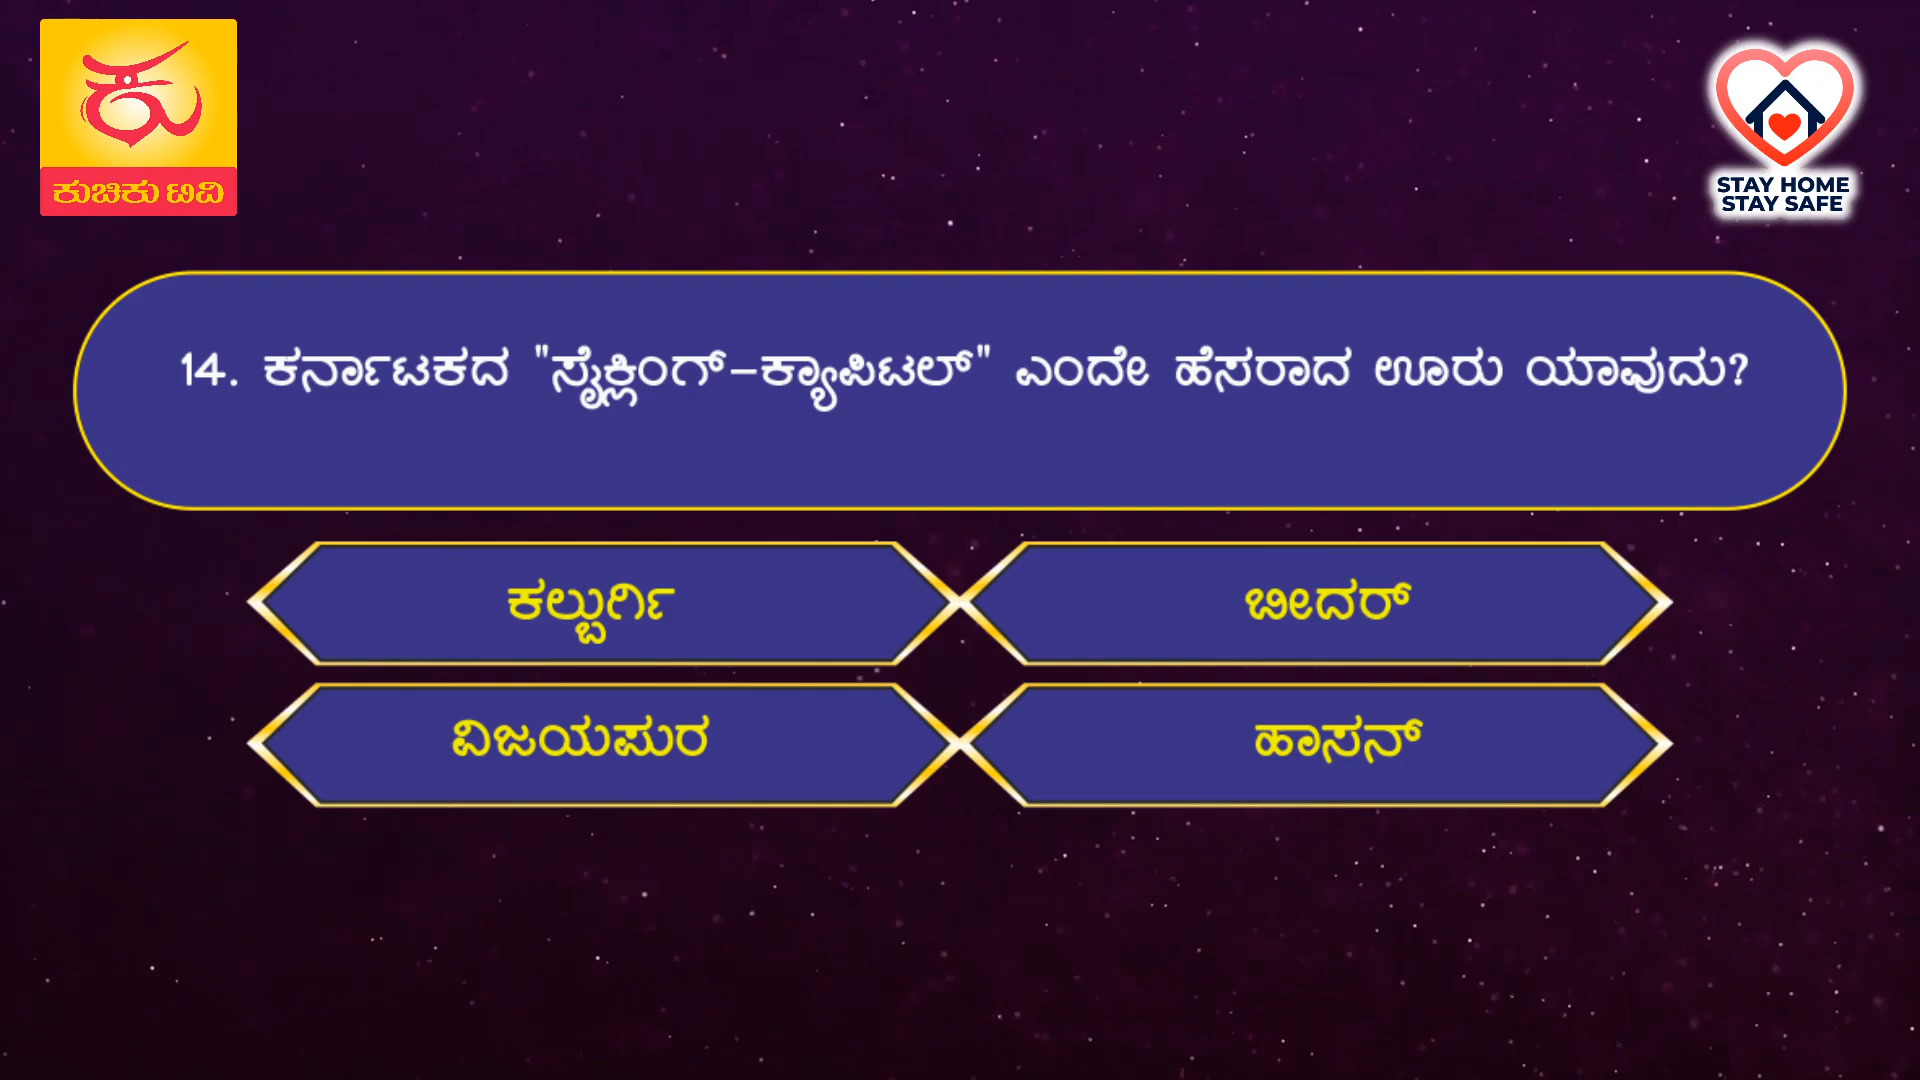 ಕ
ಕುಚಿಕು ಟಿವಿ
STAY HOME
STAY SAFE
14. ಕರ್ನಾಟಕದ "ಸೈಕ್ಲಿಂಗ್-ಕ್ಯಾಪಿಟಲ್" ಎಂದೇ ಹೆಸರಾದ ಊರು ಯಾವುದು?
ಕಲ್ಬುರ್ಗಿ
ಬೀದರ್
ವಿಜಯಪುರ
ಹಾಸನ್